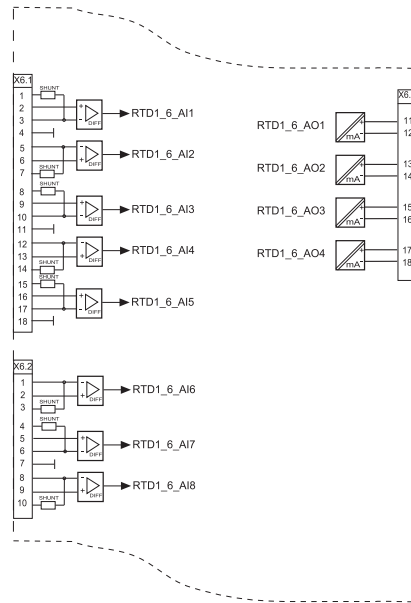 X6.1
SHUNT
1
2
3
4
+
-
DIFF
RTD1_6_AI1
5
6
7
SHUNT
-
+
DIFF
RTD1_6_AI2
SHUNT
8
9
10
11
+
-
DIFF
RTD1_6_AI3
12
13
14
SHUNT
-
+
DIFF
RTD1_6_AI4
SHUNT
15
16
17
18
+
-
DIFF
RTD1_6_AI5
X6.2
1
2
3
SHUNT
-
+
DIFF
RTD1_6_AI6
SHUNT
4
5
6
7
+
-
DIFF
RTD1_6_AI7
8
9
10
SHUNT
-
+
DIFF
RTD1_6_AI8
X6.
RTD1_6_AO1
+
mA
-
11
12
RTD1_6_AO2
+
mA
-
13
14
RTD1_6_AO3
+
mA
-
15
16
RTD1_6_AO4
+
mA
-
17
18